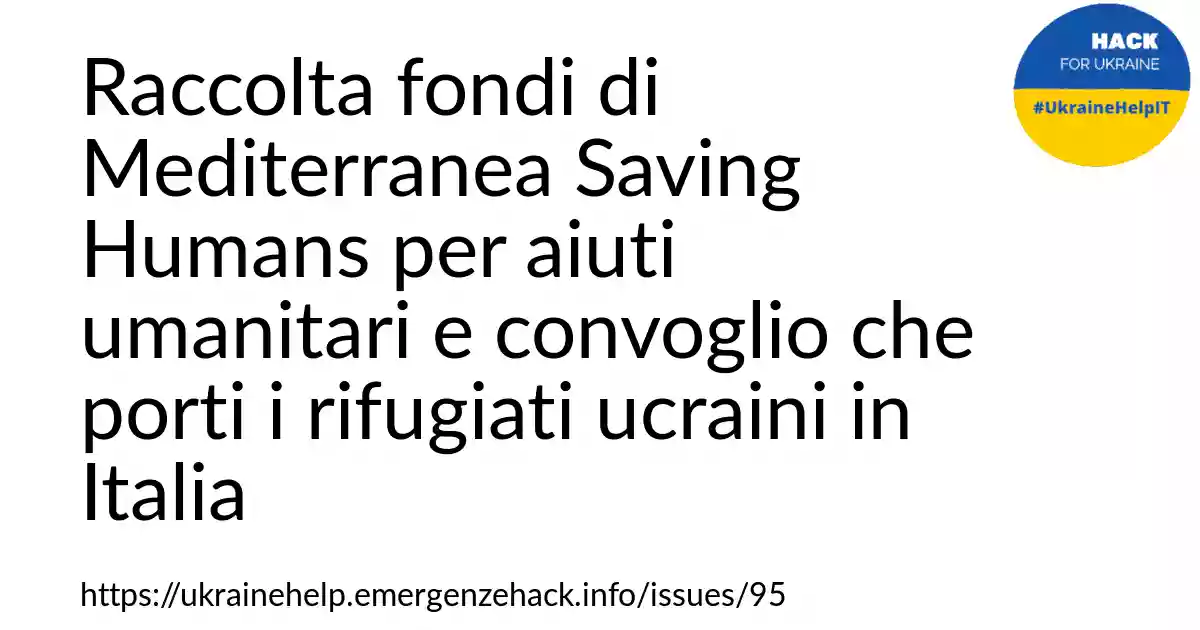 HACK
FOR UKRAINE
#UkraineHelpIT
Raccolta fondi di
Mediterranea Saving
Humans per aiuti
umanitari e convoglio che
porti i rifugiati ucraini in
Italia
https://ukrainehelp.emergenzehack.info/issues/95